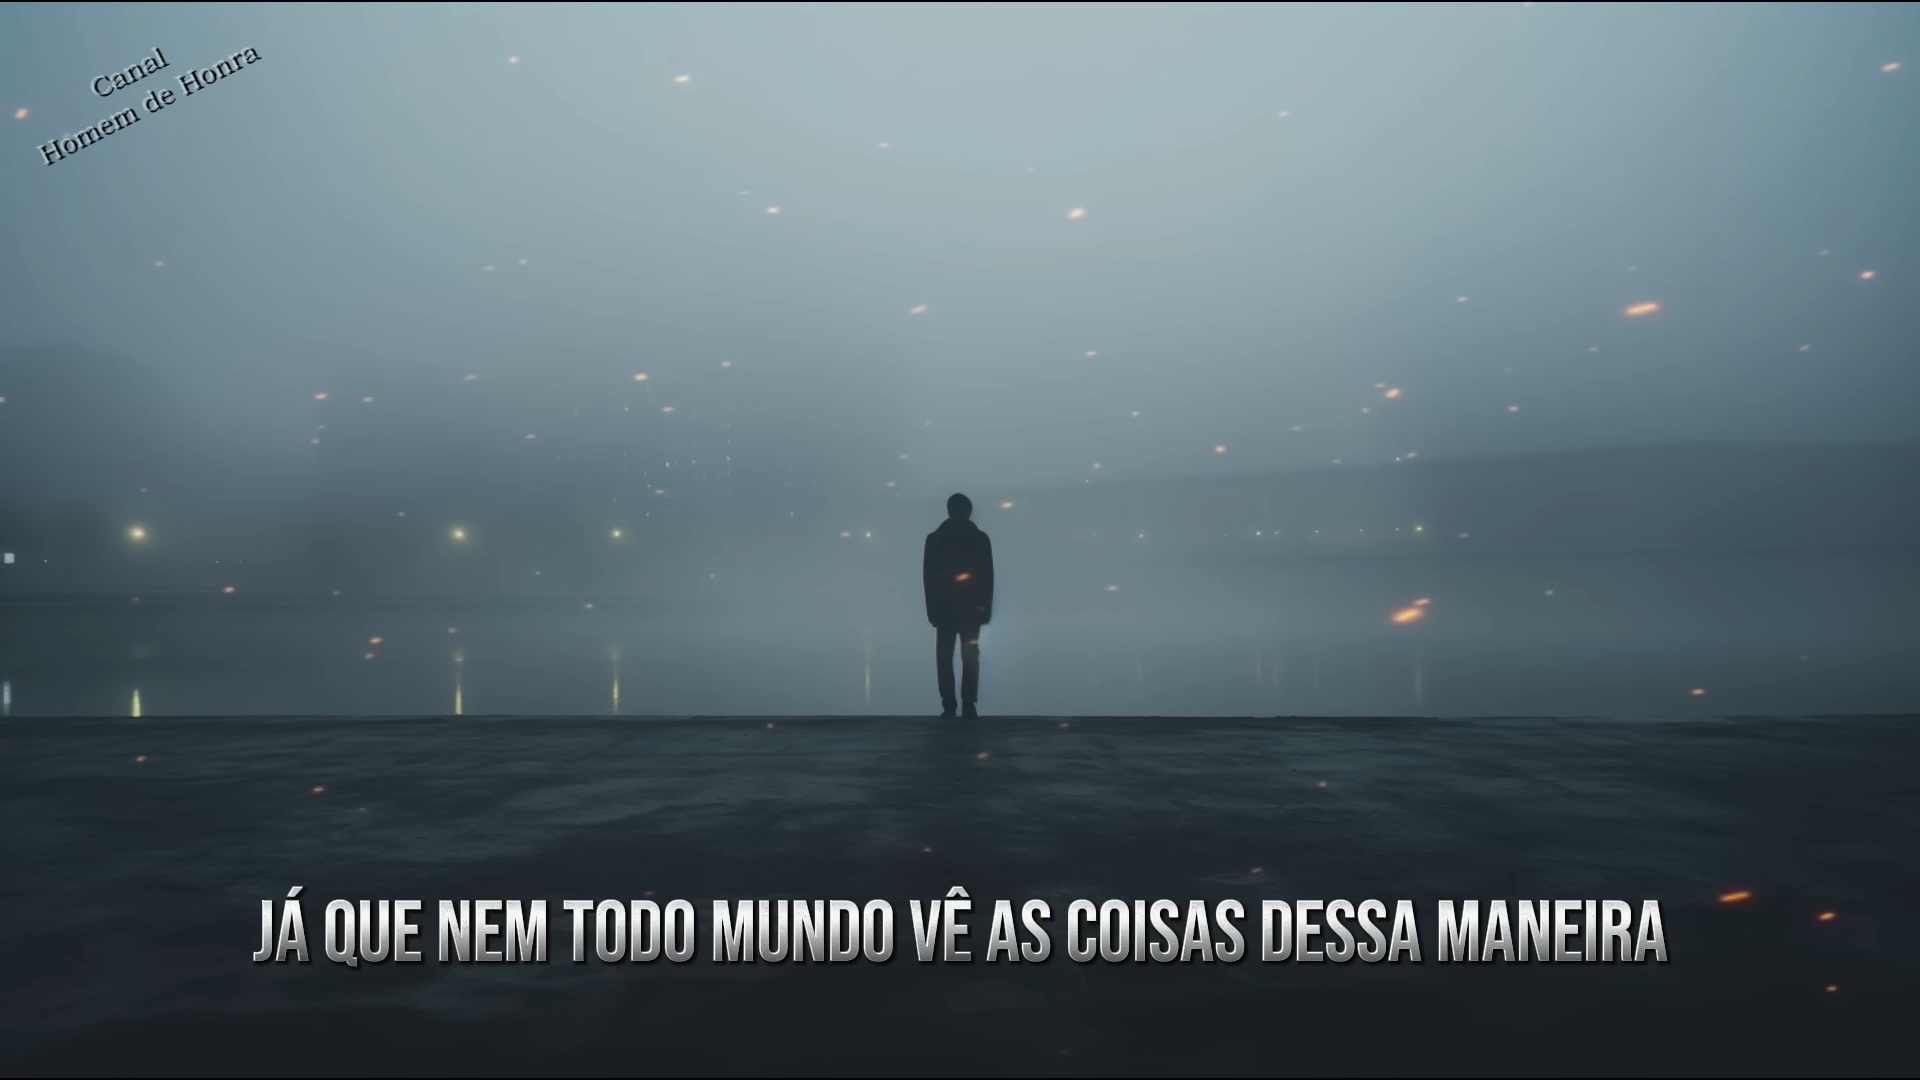 Canal
Homem de Honra
JÁ QUE NEM TODO MUNDO VÊ AS COISAS DESSA MANEIRA